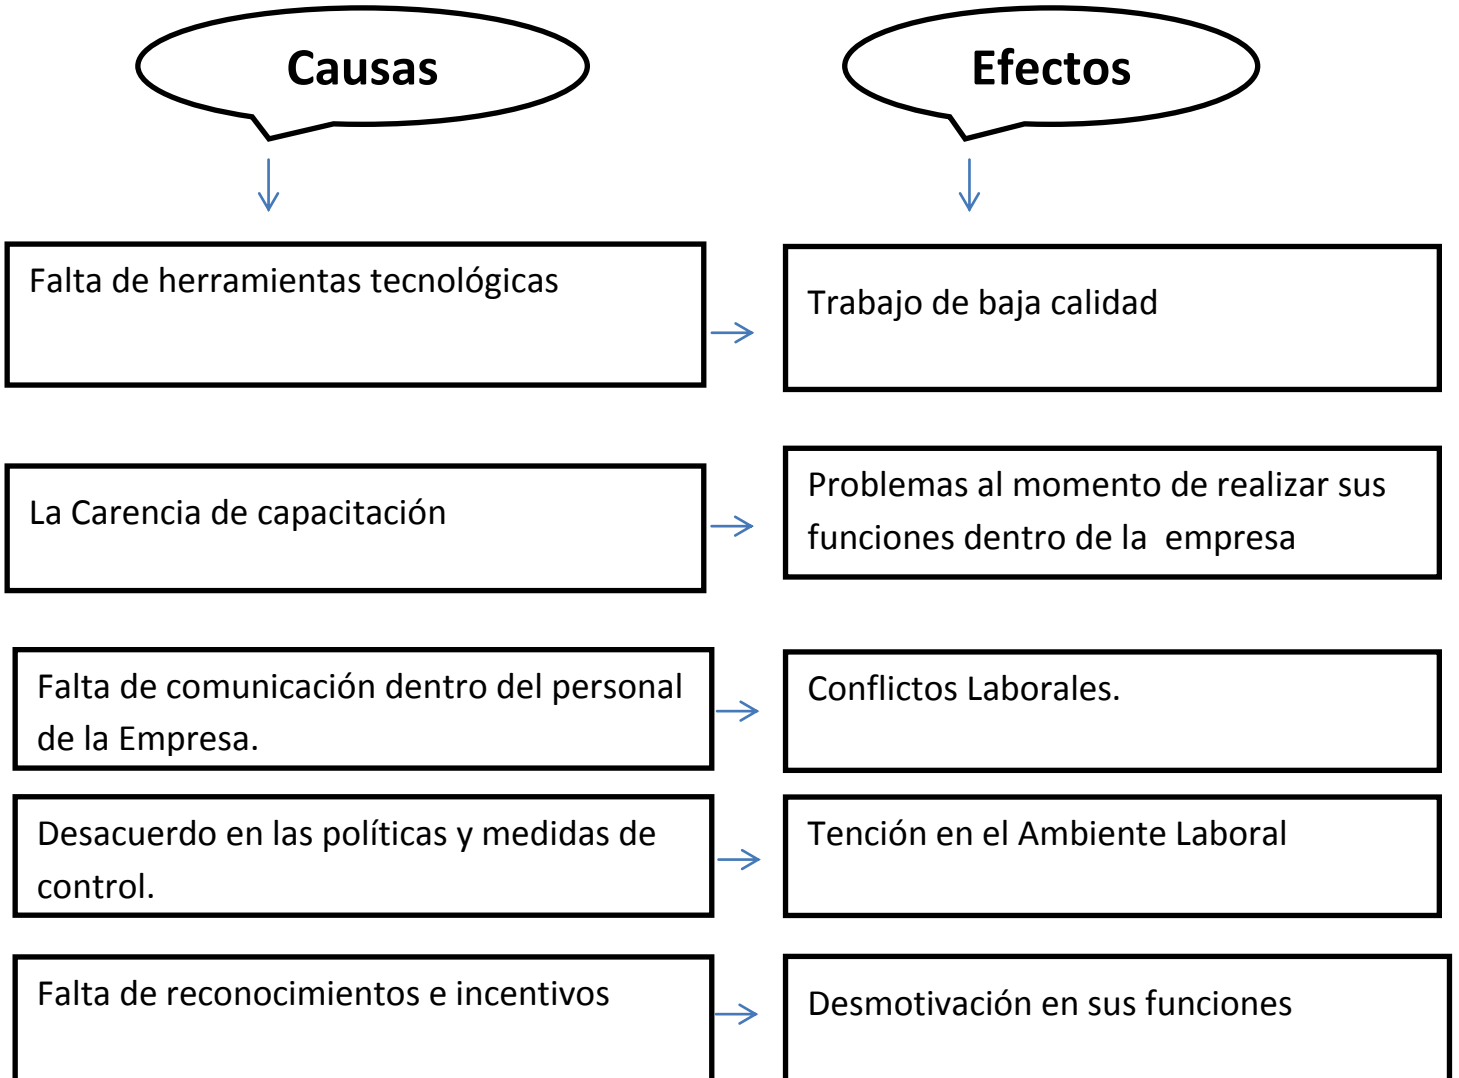 Causas
Efectos
Falta de herramientas tecnológicas
Trabajo de baja calidad
La Carencia de capacitación
Problemas al momento de realizar sus
funciones dentro de la  empresa
Falta de comunicación dentro del personal
de la Empresa.
Conflictos Laborales.
Desacuerdo en las políticas y medidas de
control.
Tención en el Ambiente Laboral
Falta de reconocimientos e incentivos
Desmotivación en sus funciones